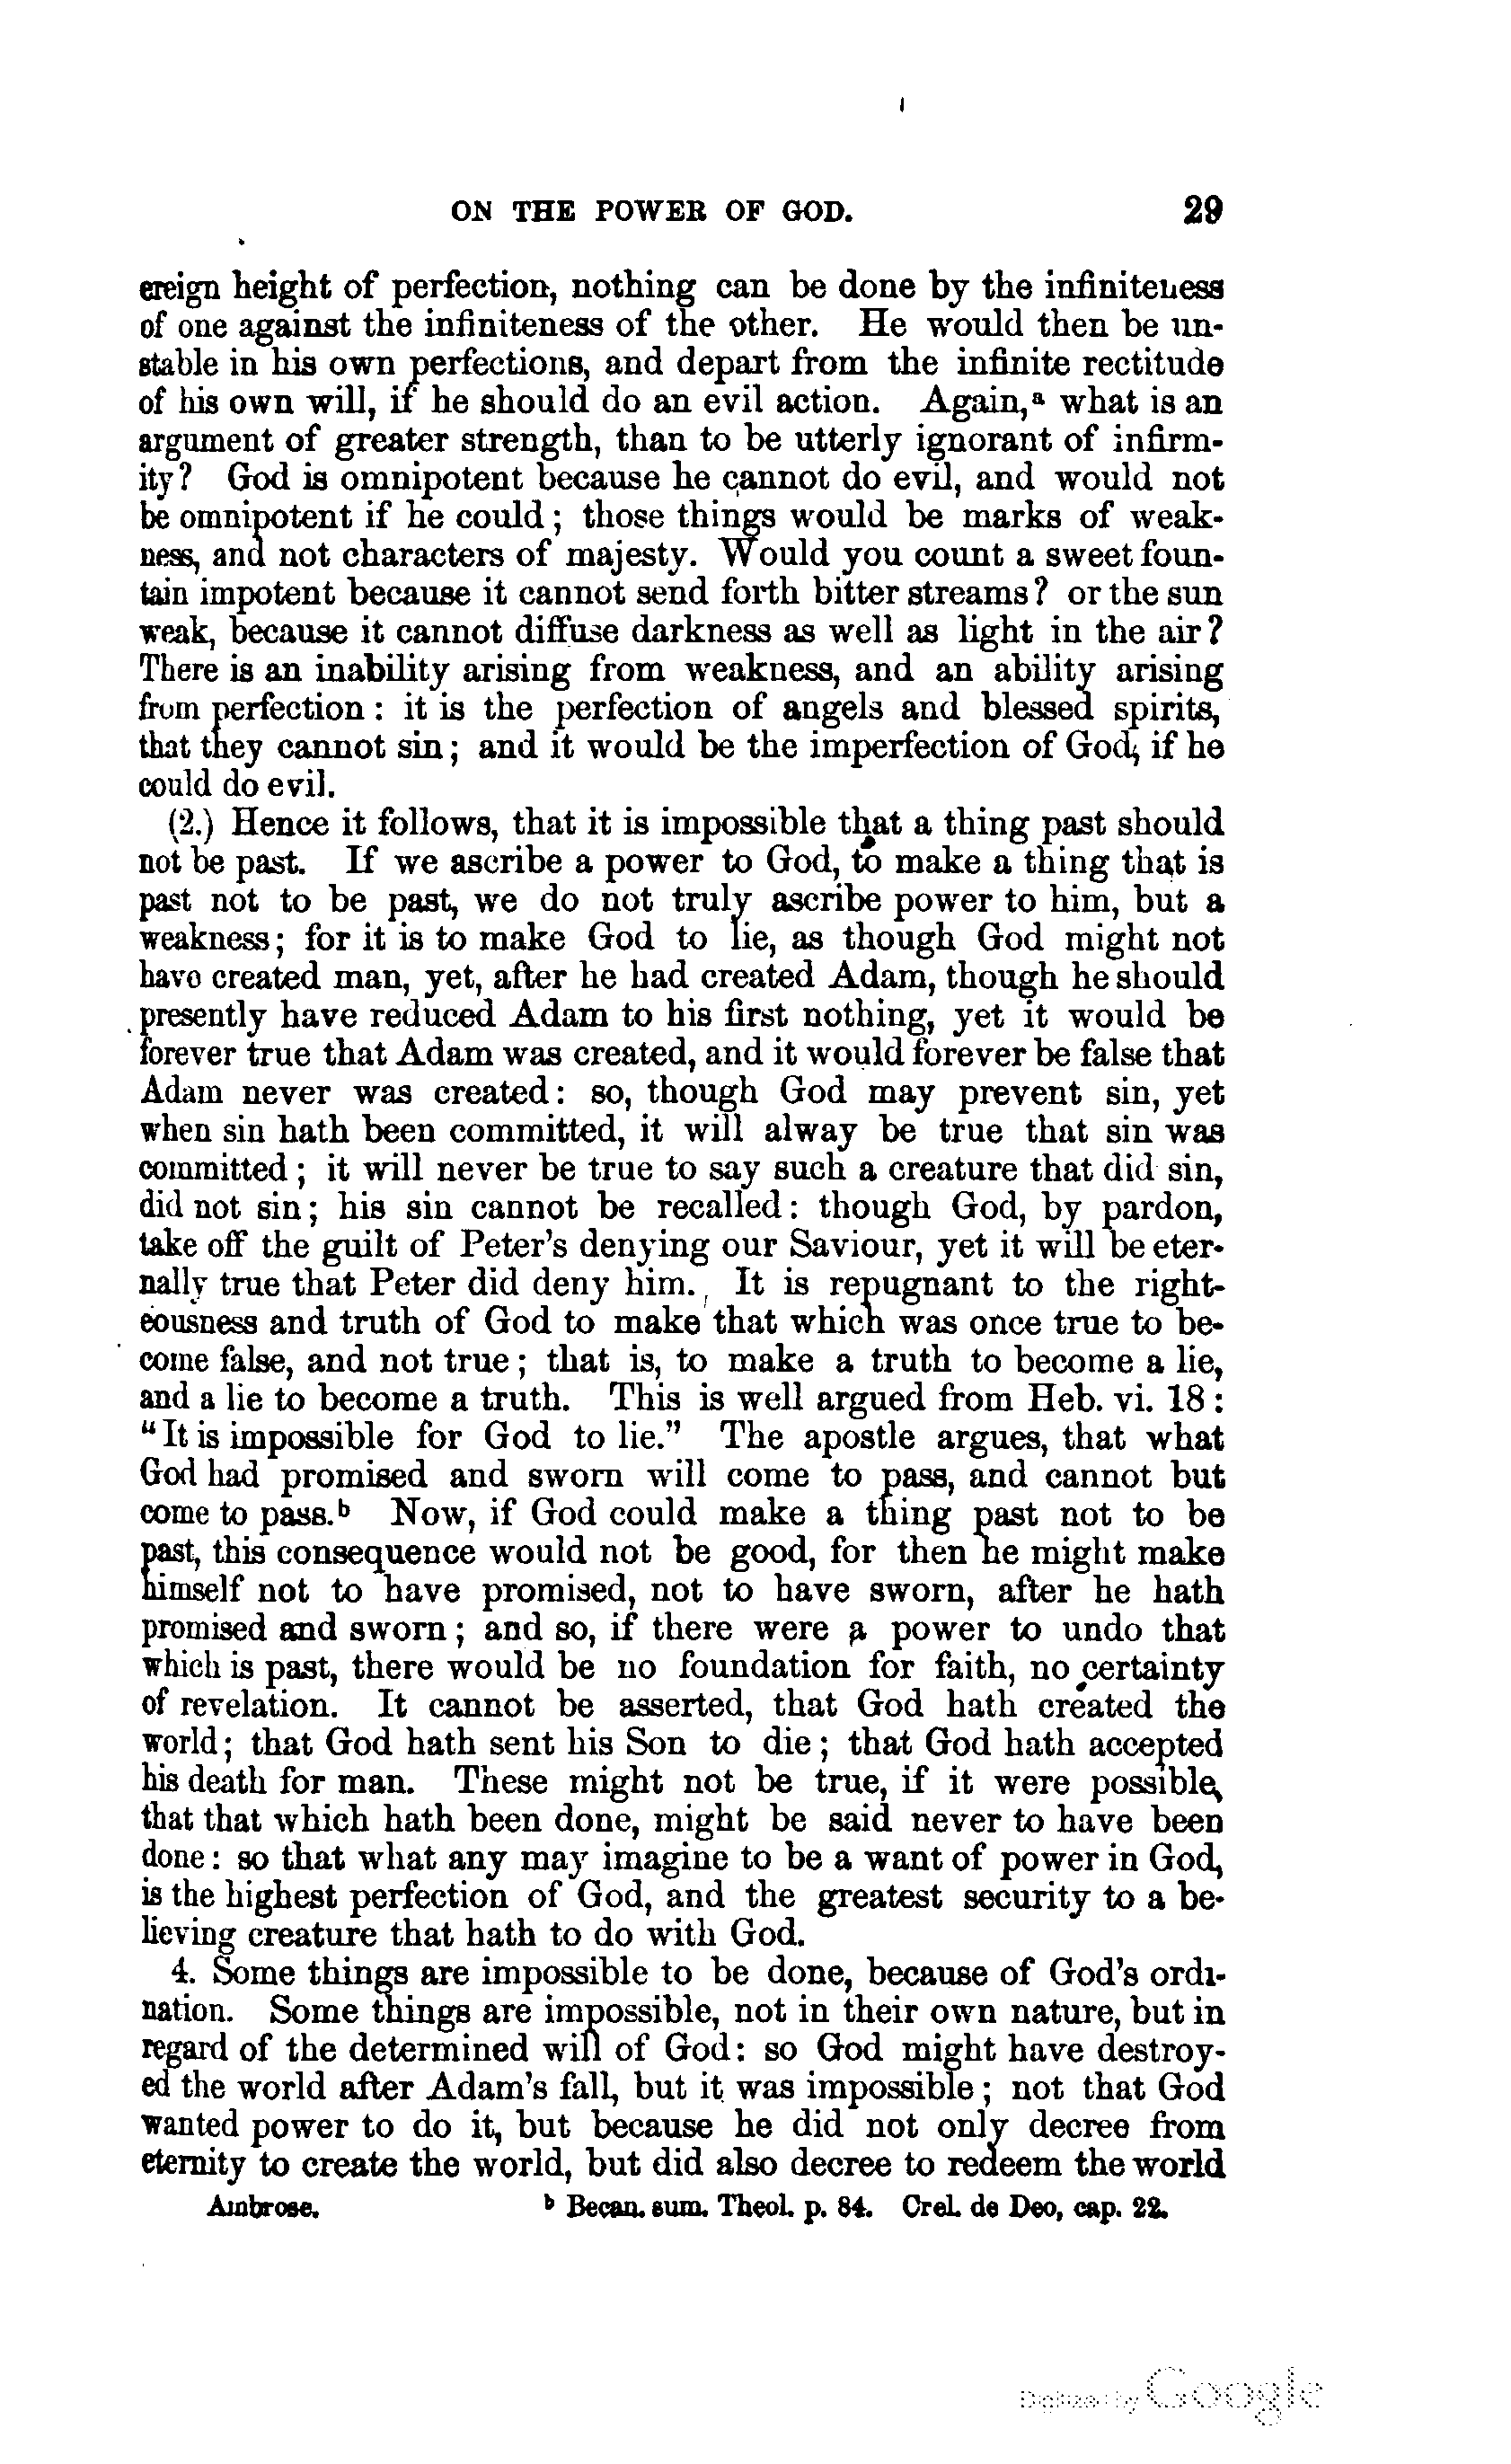 ON THE POWER OF GOD. 29
ereign height of perfection, nothing can be done by the infiniteness
of one against the infiniteness of the other. He would then be un-
stable in his own perfections, and depart from the infinite rectitude
of his own will, if he should do an evil action. Again,ᵃ what is an
argument of greater strength, than to be utterly ignorant of infirm-
ity? God is omnipotent because he cannot do evil, and would not
be omnipotent if he could; those things would be marks of weak-
ness, and not characters of majesty. Would you count a sweet foun-
tain impotent because it cannot send forth bitter streams? or the sun
weak, because it cannot diffuse darkness as well as light in the air?
There is an inability arising from weakness, and an ability arising
from perfection: it is the perfection of angels and blessed spirits,
that they cannot sin; and it would be the imperfection of God, if he
could do evil.
(2.) Hence it follows, that it is impossible that a thing past should
not be past. If we ascribe a power to God, to make a thing that is
past not to be past, we do not truly ascribe power to him, but a
weakness; for it is to make God to lie, as though God might not
have created man, yet, after he had created Adam, though he should
presently have reduced Adam to his first nothing, yet it would be
forever true that Adam was created, and it would forever be false that
Adam never was created: so, though God may prevent sin, yet
when sin hath been committed, it will alway be true that sin was
committed; it will never be true to say such a creature that did sin,
did not sin; his sin cannot be recalled: though God, by pardon,
take off the guilt of Peter's denying our Saviour, yet it will be eter-
nally true that Peter did deny him. It is repugnant to the right-
eousness and truth of God to make that which was once true to be-
come false, and not true; that is, to make a truth to become a lie,
and a lie to become a truth. This is well argued from Heb. vi. 18:
"It is impossible for God to lie." The apostle argues, that what
God had promised and sworn will come to pass, and cannot but
come to pass.ᵇ Now, if God could make a thing past not to be
past, this consequence would not be good, for then he might make
himself not to have promised, not to have sworn, after he hath
promised and sworn; and so, if there were a power to undo that
which is past, there would be no foundation for faith, no certainty
of revelation. It cannot be asserted, that God hath created the
world; that God hath sent his Son to die; that God hath accepted
his death for man. These might not be true, if it were possible,
that that which hath been done, might be said never to have been
done: so that what any may imagine to be a want of power in God,
is the highest perfection of God, and the greatest security to a be-
lieving creature that hath to do with God.
4. Some things are impossible to be done, because of God's ordi-
nation. Some things are impossible, not in their own nature, but in
regard of the determined will of God: so God might have destroy-
ed the world after Adam's fall, but it was impossible; not that God
wanted power to do it, but because he did not only decree from
eternity to create the world, but did also decree to redeem the world
Ambrose. ᵇ Becan. sum. Theol. p. 84. Crel. de Deo, cap. 22.
Digitized by Google